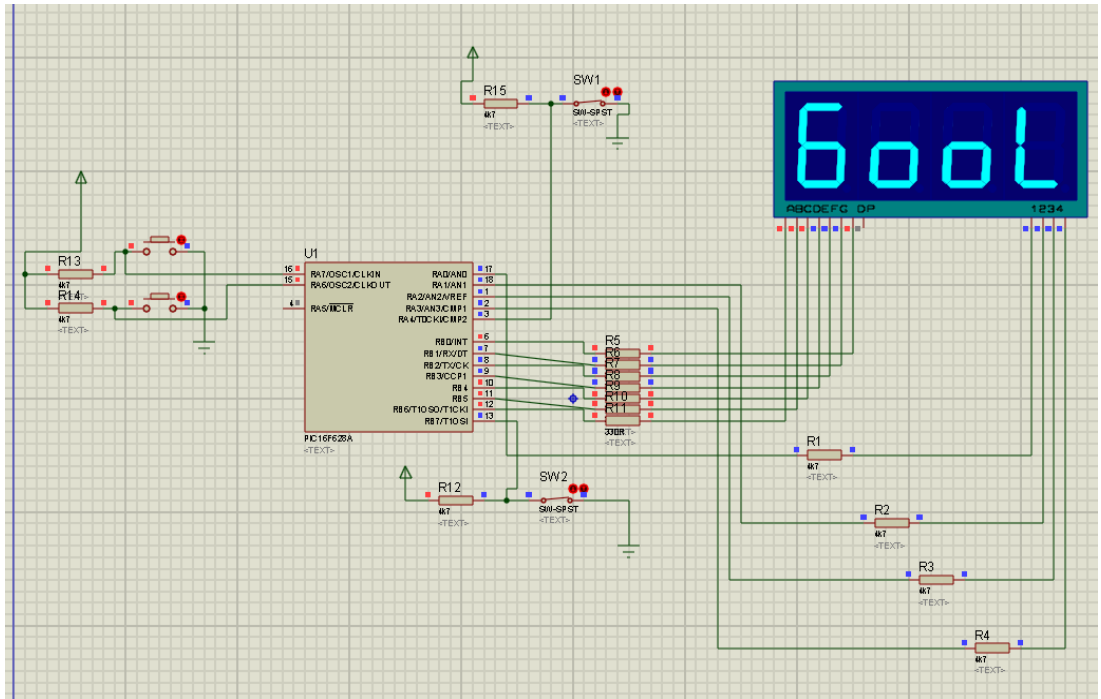 SW1
R15
4k7
<TEXT>
SW-SPST
<TEXT>
GooL
ABCDEFG DP
1234
U1
R13
4k7
<TEXT>
R14
4k7
<TEXT>
16 RA7/OSC1/CLKIN
15 RA6/OSC2/CLKOUT
4 RA5/MCLR
RA0/AN0 17
RA1/AN1 18
RA2/AN2/VREF 1
RA3/AN3/CMP1 2
RA4/T0CKI/CMP2 3
RB0/INT 6
RB1/RX/DT 7
RB2/TX/CK 8
RB3/CCP1 9
RB4 10
RB5 11
RB6/T1OSO/T1CKI 12
RB7/T1OSI 13
PIC16F628A
<TEXT>
R5
R6
R7
R8
R9
R10
R11
330R
<TEXT>
R1
4k7
<TEXT>
R12
4k7
<TEXT>
SW2
SW-SPST
<TEXT>
R2
4k7
<TEXT>
R3
4k7
<TEXT>
R4
4k7
<TEXT>